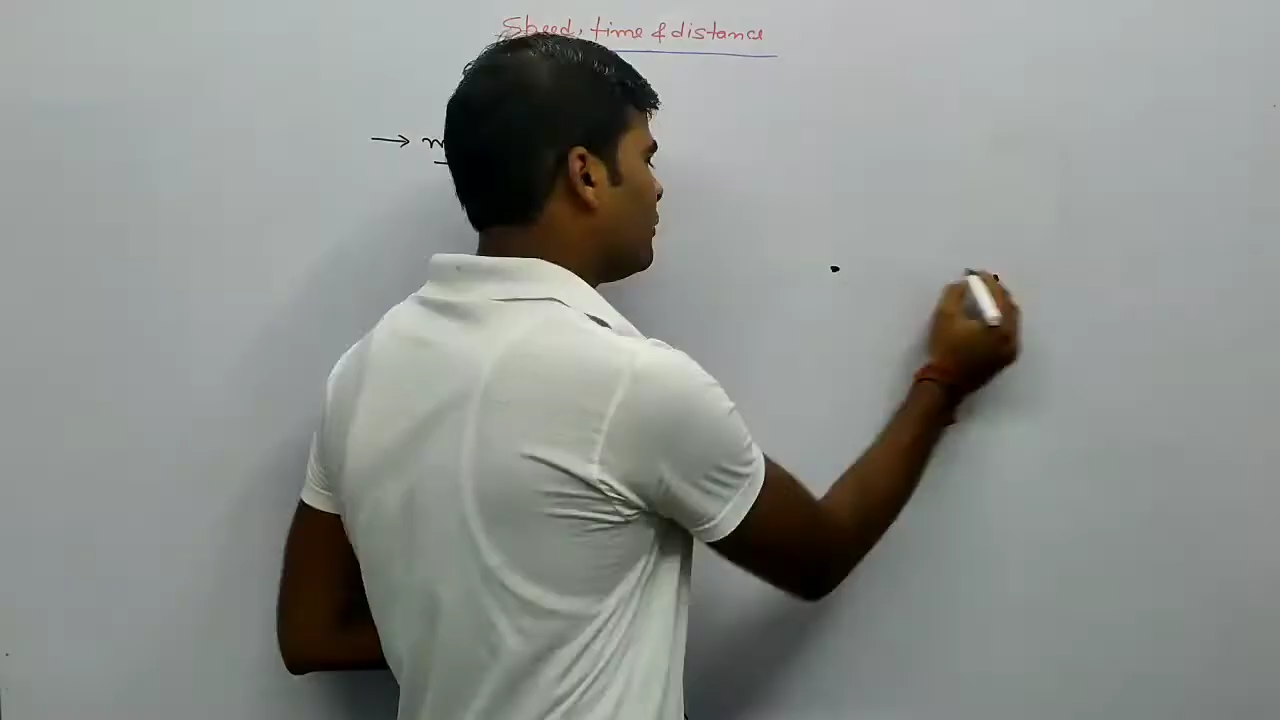 Speed, time & distance
→